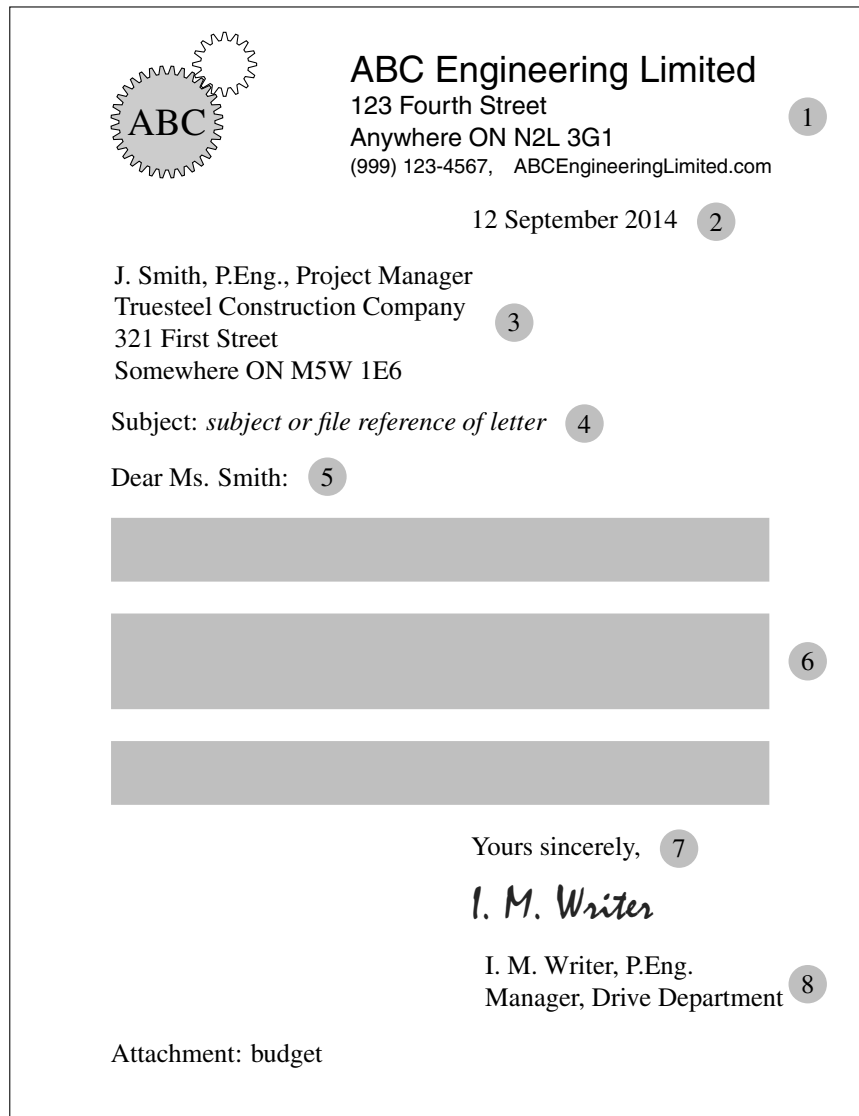 ABC
ABC Engineering Limited
123 Fourth Street
Anywhere ON N2L 3G1
(999) 123-4567, ABCEngineeringLimited.com
1
12 September 2014
2
J. Smith, P.Eng., Project Manager
Truesteel Construction Company
321 First Street
Somewhere ON M5W 1E6
3
Subject: subject or file reference of letter
4
Dear Ms. Smith:
5
6
Yours sincerely,
7
I. M. Writer
I. M. Writer, P.Eng.
Manager, Drive Department
8
Attachment: budget